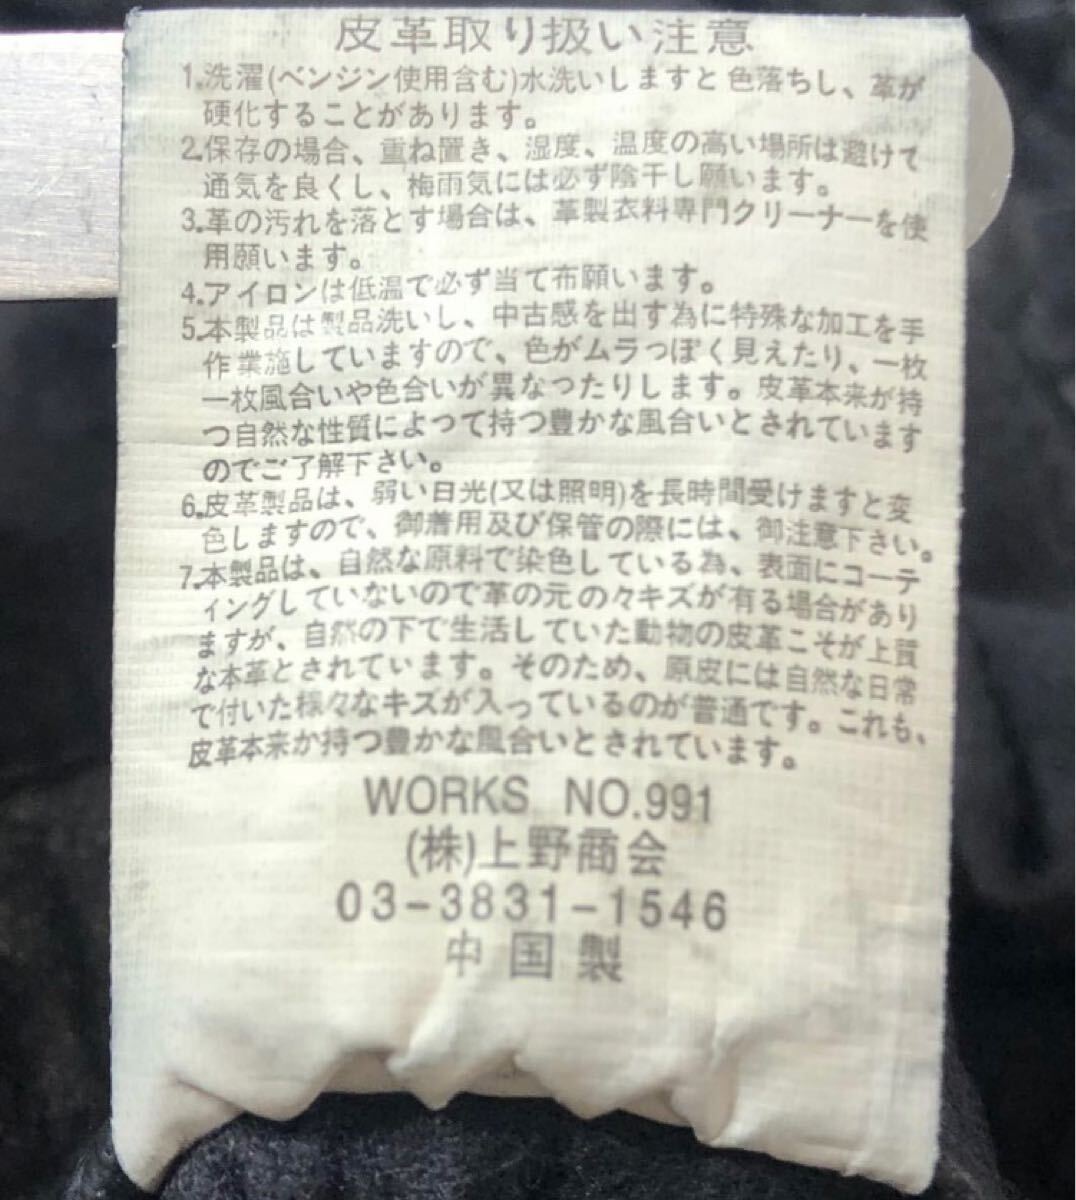 皮革取り扱い注意
1.洗濯(ベンジン使用含む)水洗いしますと色落ちし、革が
硬化することがあります。
2.保存の場合、重ね置き、湿度、温度の高い場所は避けて
通気を良くし、梅雨気には必ず陰干し願います。
3.革の汚れを落とす場合は、革製衣料専門クリーナーを使
用願います。
4.アイロンは低温で必ず当て布願います。
5.本製品は製品洗いし、中古感を出す為に特殊な加工を手
作業施していますので、色がムラっぽく見えたり、一枚
一枚風合いや色合いが異なったりします。皮革本来が持
つ自然な性質によって持つ豊かな風合いとされています
のでご了解下さい。
6.皮革製品は、弱い日光(又は照明)を長時間受けますと変
色しますので、御着用及び保管の際には、御注意下さい。
7.本製品は、自然な原料で染色している為、表面にコーテ
ィングしていないので革の元の々キズが有る場合があり
ますが、自然の下で生活していた動物の皮革こそが上質
な本革とされています。そのため、原皮には自然な日常
で付いた様々なキズが入っているのが普通です。これも、
皮革本来か持つ豊かな風合いとされています。
WORKS NO.991
(株)上野商会
03-3831-1546
中国製